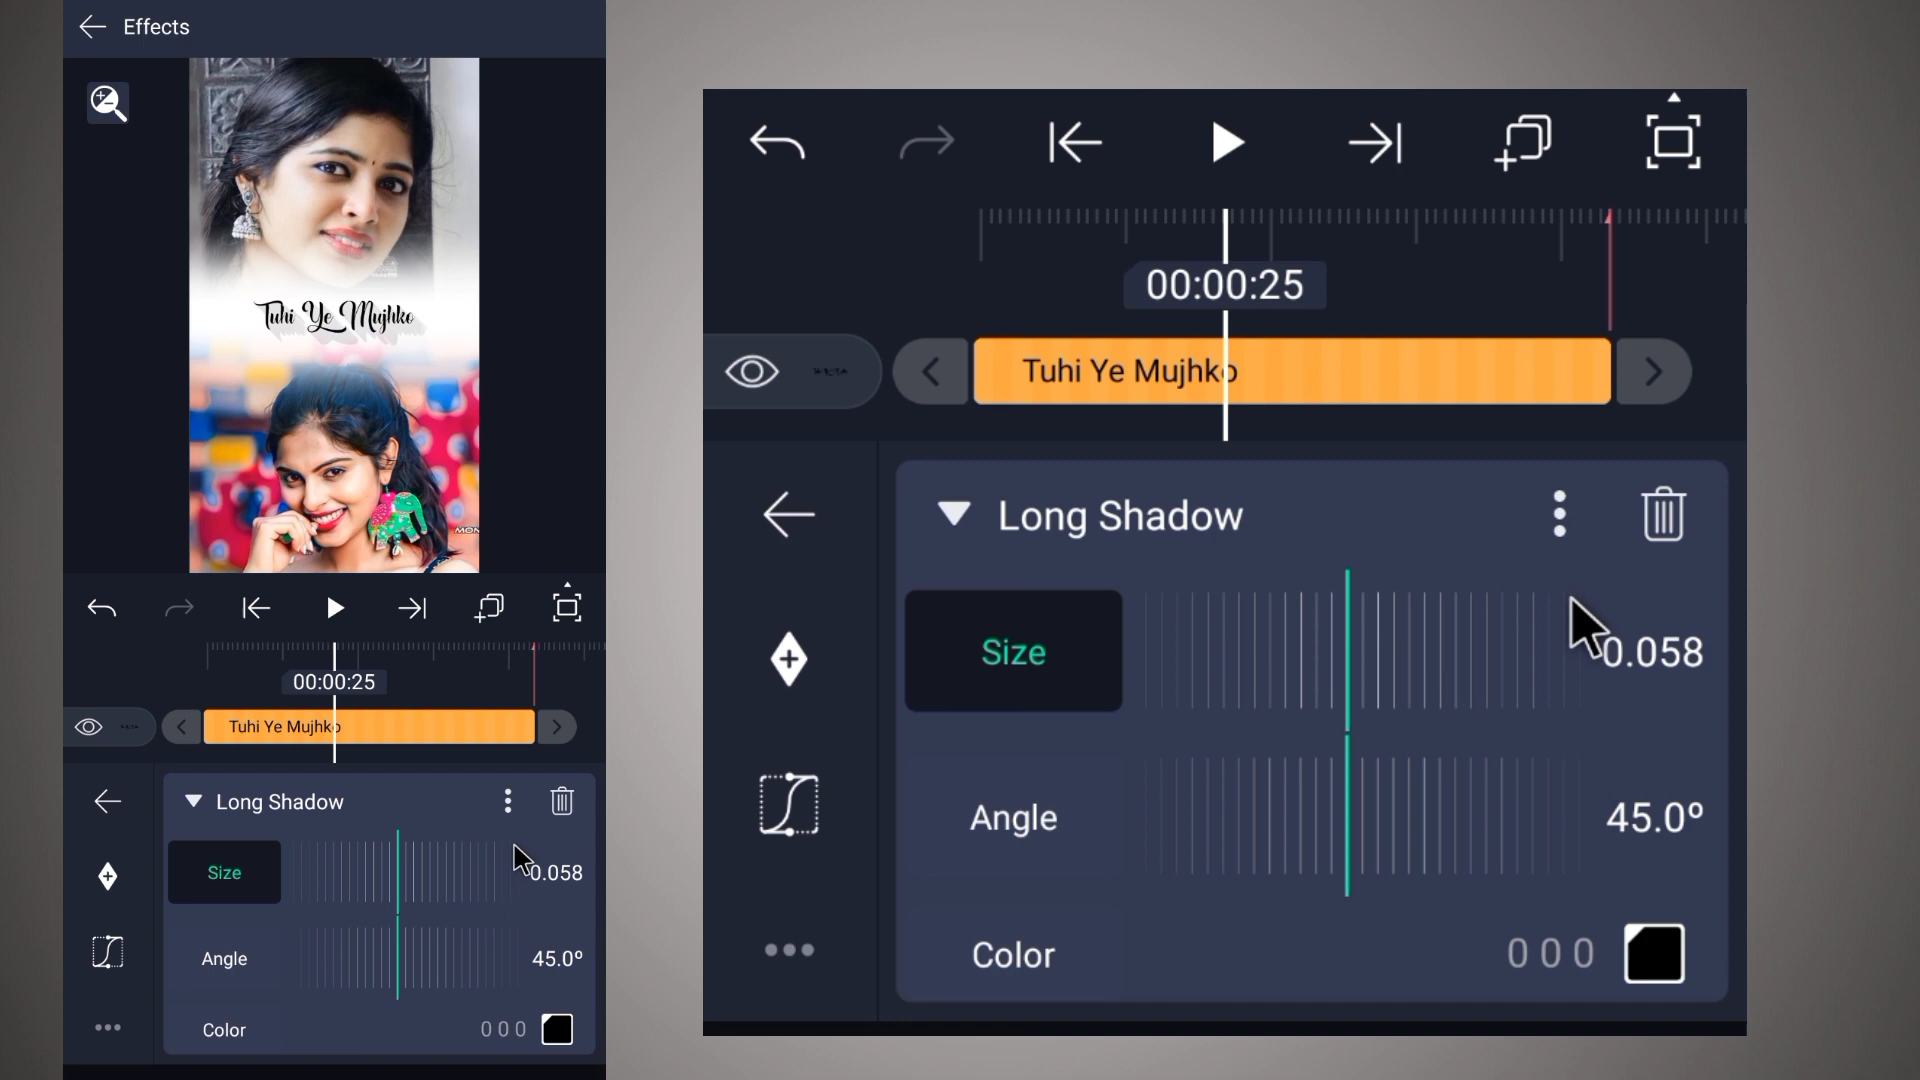 Effects
Tuhi Ye Mujhko
MON
00:00:25
Tuhi Ye Mujhko
Long Shadow
Size
0.058
Angle
45.0º
Color
0 0 0
00:00:25
Tuhi Ye Mujhko
Long Shadow
Size
0.058
Angle
45.0º
Color
0 0 0